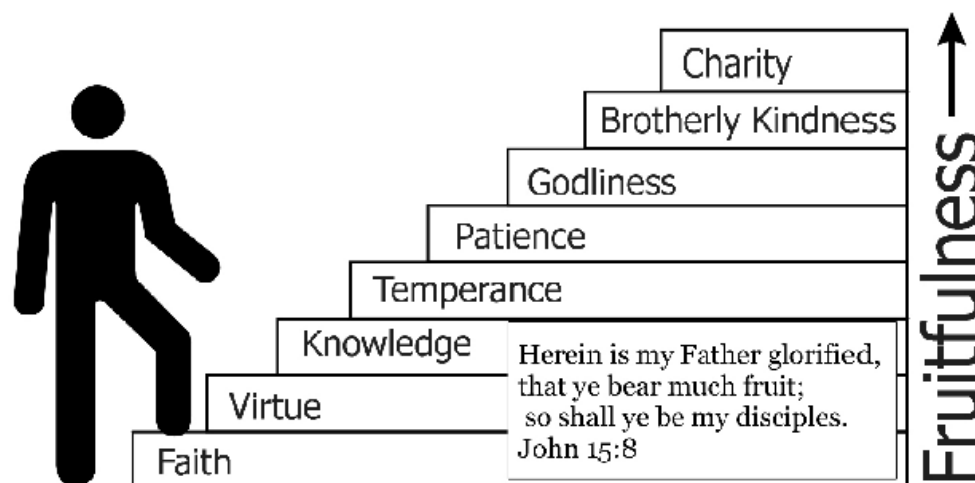 Charity
Brotherly Kindness
Godliness
Patience
Temperance
Knowledge
Virtue
Faith
Herein is my Father glorified,
that ye bear much fruit;
so shall ye be my disciples.
John 15:8
Fruitfulness